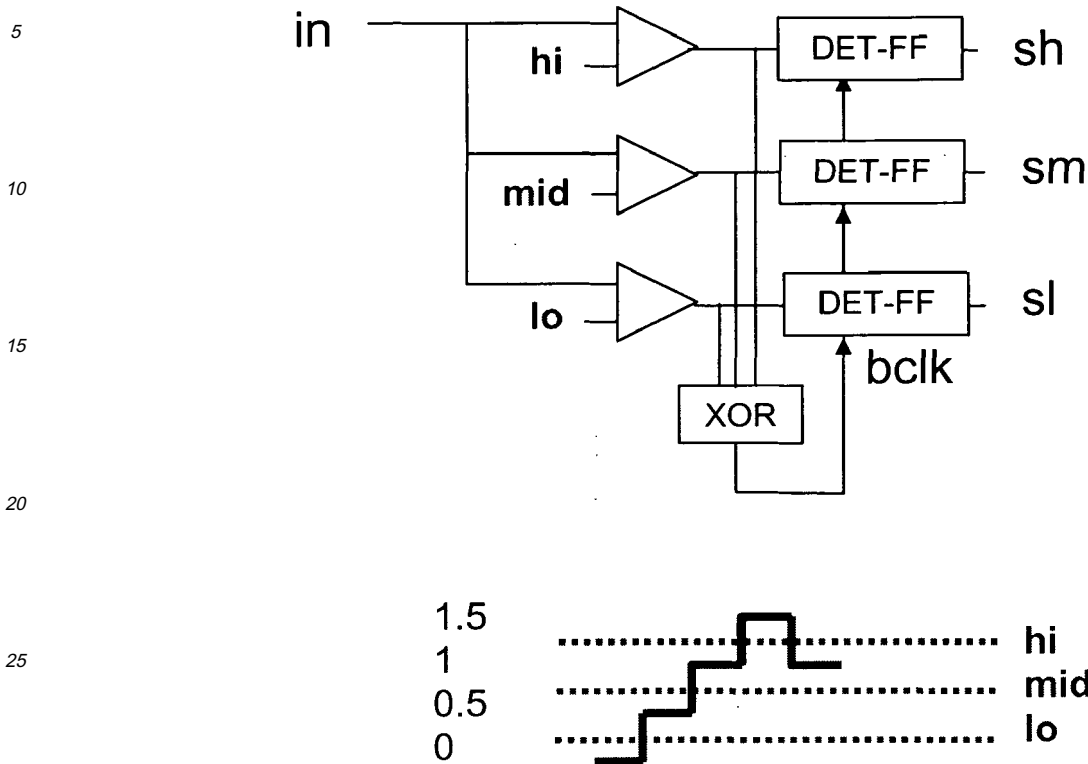 5
in
hi
DET-FF
sh
10
mid
DET-FF
sm
lo
DET-FF
sl
15
bclk
XOR
20
1.5
hi
25
1
mid
0.5
lo
0